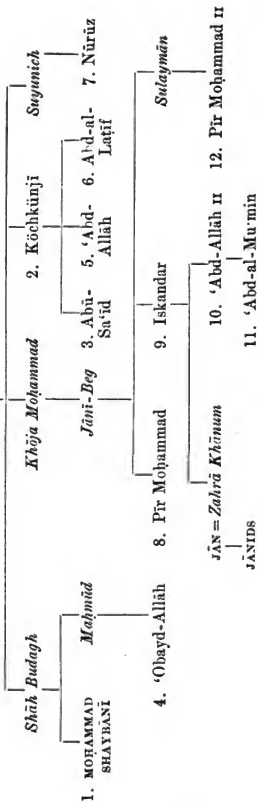 Shāh Budagh
Khōja Moḥammad
Suyunich
2. Köchkünjī
1. MOḤAMMAD
SHAYBĀNĪ
Maḥmūd
Jāni-Beg
3. Abū-
Sa‘īd
5. ‘Abd-
Allāh
6. Abd-al-
Laṭīf
7. Nūrūz
4. ‘Obayd-Allāh
8. Pīr Moḥammad
9. Iskandar
Sulaymān
JĀN = Zahrā Khānum
10. ‘Abd-Allāh II
12. Pīr Moḥammad II
JĀNIDS
11. ‘Abd-al-Mu·min